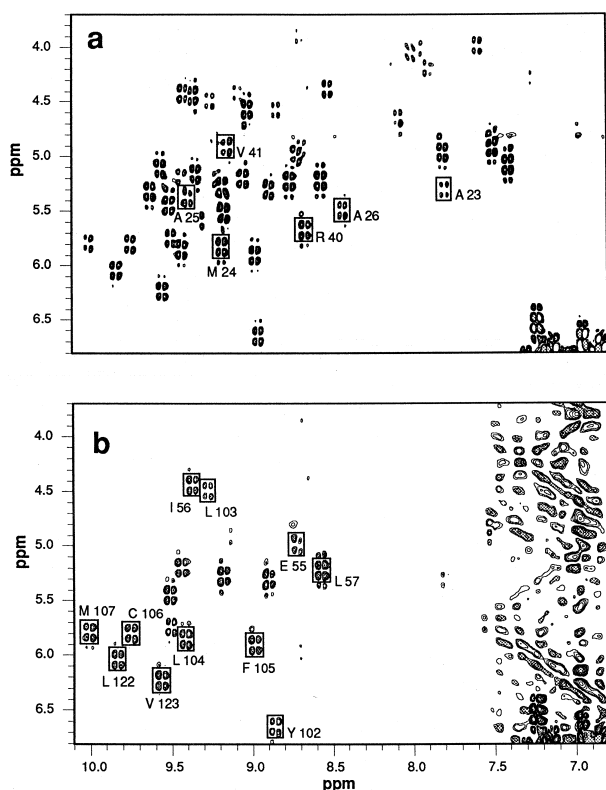 a
4.0
4.5
5.0
5.5
6.0
6.5
ppm
V 41
A 25
A 26
A 23
R 40
M 24
b
4.0
4.5
5.0
5.5
6.0
6.5
ppm
I 56
L 103
E 55
L 57
M 107
C 106
L 104
F 105
L 122
V 123
Y 102
10.0 9.5 9.0 8.5 8.0 7.5 7.0
ppm